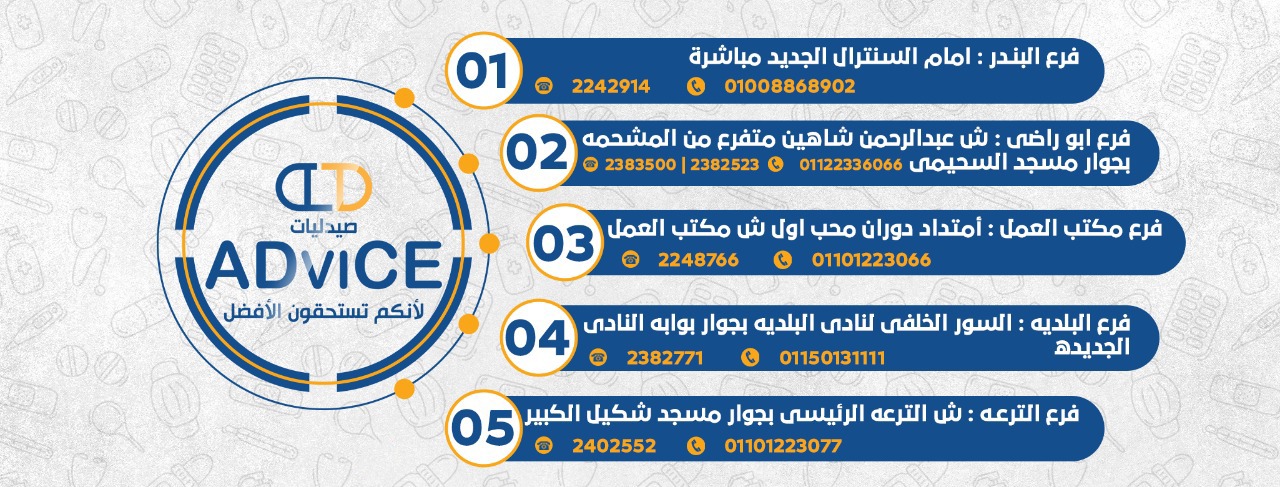 صيدليات
ADVICE
لأنكم تستحقون الأفضل
01
فرع البندر : امام السنترال الجديد مباشرة
2242914 01008868902
02
فرع ابو راضى : ش عبدالرحمن شاهين متفرع من المشحمه
بجوار مسجد السحيمى 01122336066 2382523 | 2383500
03
فرع مكتب العمل : أمتداد دوران محب اول ش مكتب العمل
2248766 01101223066
04
فرع البلديه : السور الخلفى لنادى البلديه بجوار بوابه النادى
الجديده
2382771 01150131111
05
فرع الترعه : ش الترعه الرئيسى بجوار مسجد شكيل الكبير
2402552 01101223077